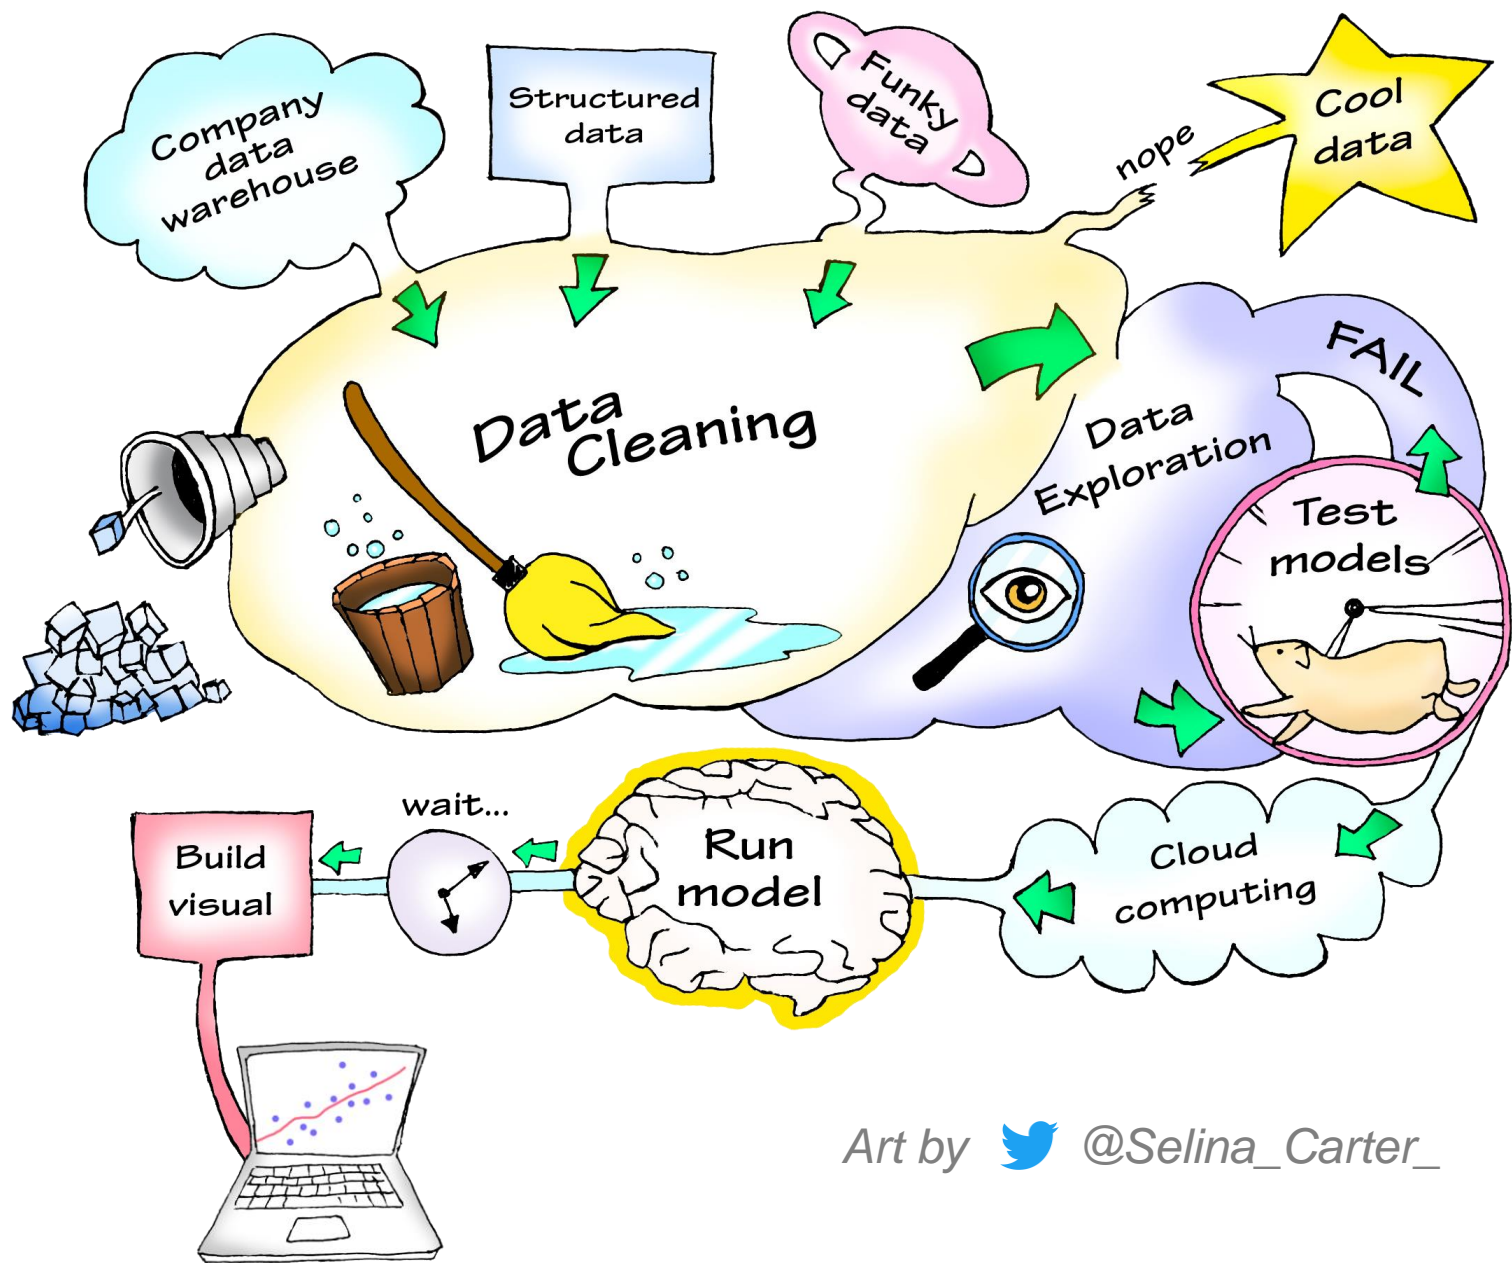 Company
data
warehouse
Structured
data
Funky
data
nope
Cool
data
Data
Cleaning
Data
Exploration
FAIL
Test
models
Cloud
computing
Run
model
wait...
Build
visual
Art by @Selina_Carter_